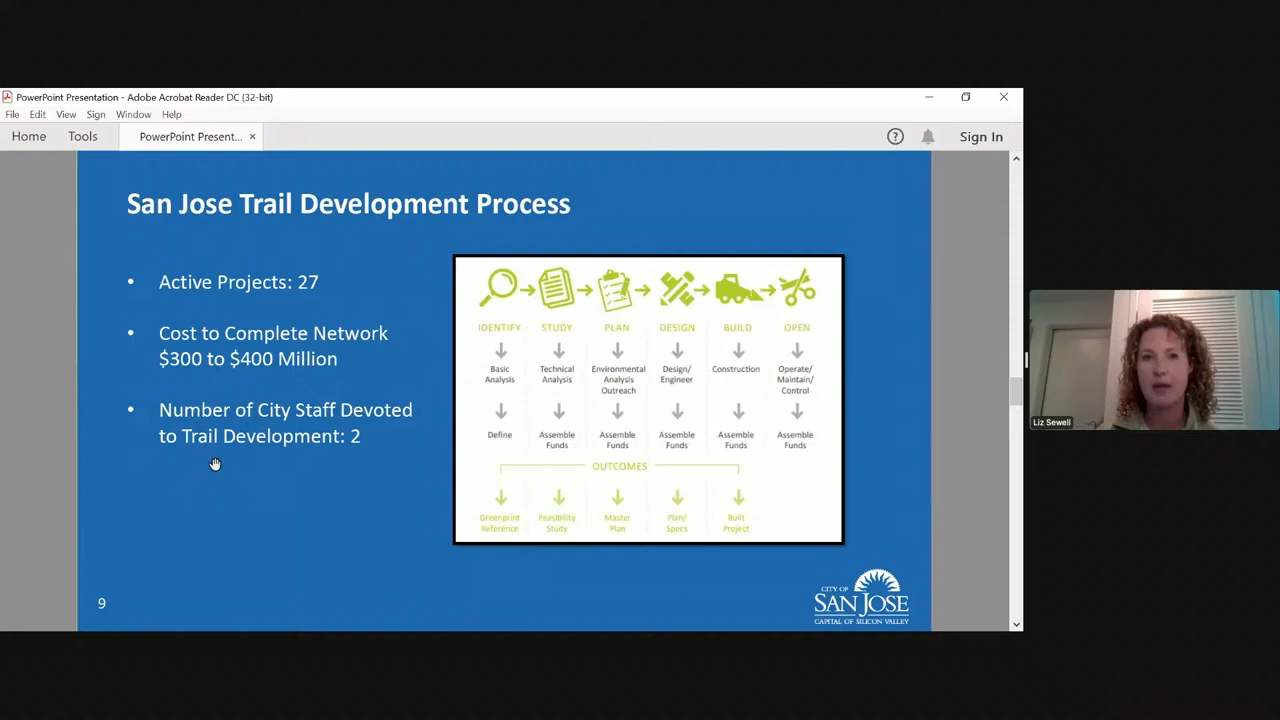 PowerPoint Presentation - Adobe Acrobat Reader DC (32-bit)
File Edit View Sign Window Help
Home Tools PowerPoint Present... × Sign In
San Jose Trail Development Process
• Active Projects: 27
• Cost to Complete Network
$300 to $400 Million
• Number of City Staff Devoted
to Trail Development: 2
IDENTIFY STUDY PLAN DESIGN BUILD OPEN
Basic
Analysis
Technical
Analysis
Environmental
Analysis
Outreach
Design/
Engineer
Construction
Operate/
Maintain/
Control
Define
Assemble
Funds
Assemble
Funds
Assemble
Funds
Assemble
Funds
Assemble
Funds
OUTCOMES
Greenprint
Reference
Feasibility
Study
Master
Plan
Plan/
Specs
Built
Project
9
CITY OF
SAN JOSE
CAPITAL OF SILICON VALLEY
Liz Sewell